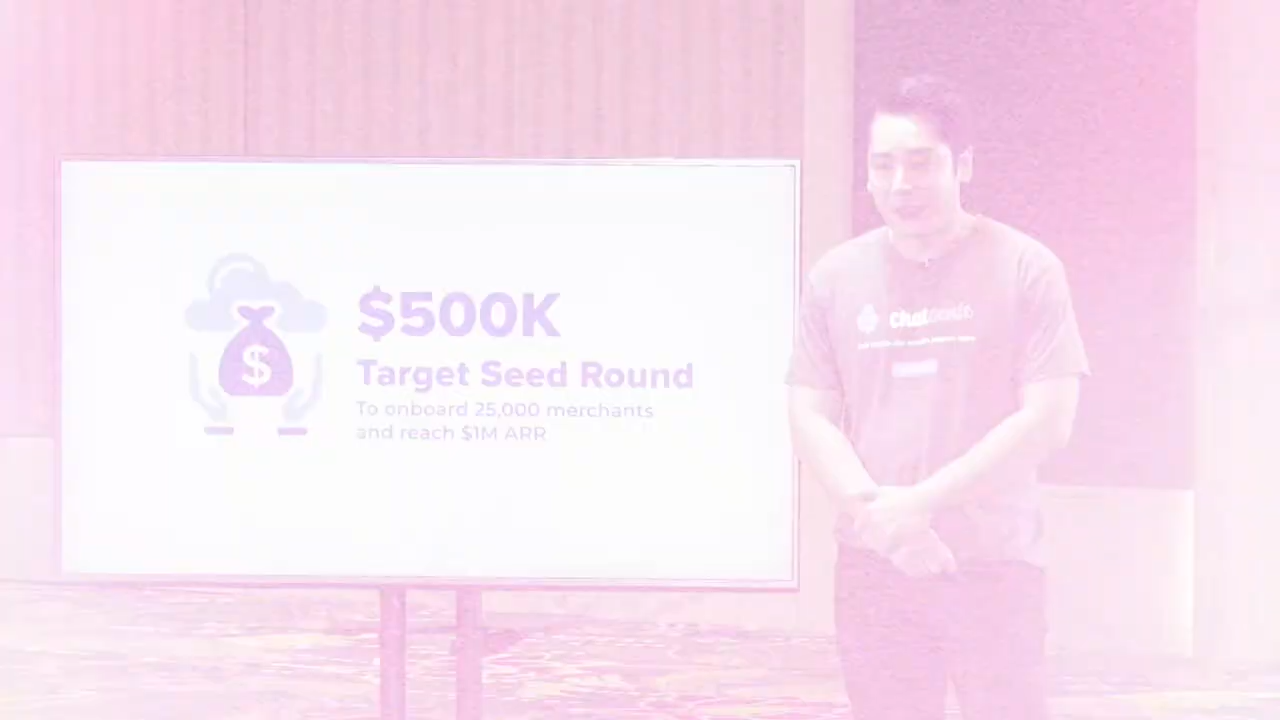 $500K
Target Seed Round
To onboard 25,000 merchants
and reach $1M ARR
$